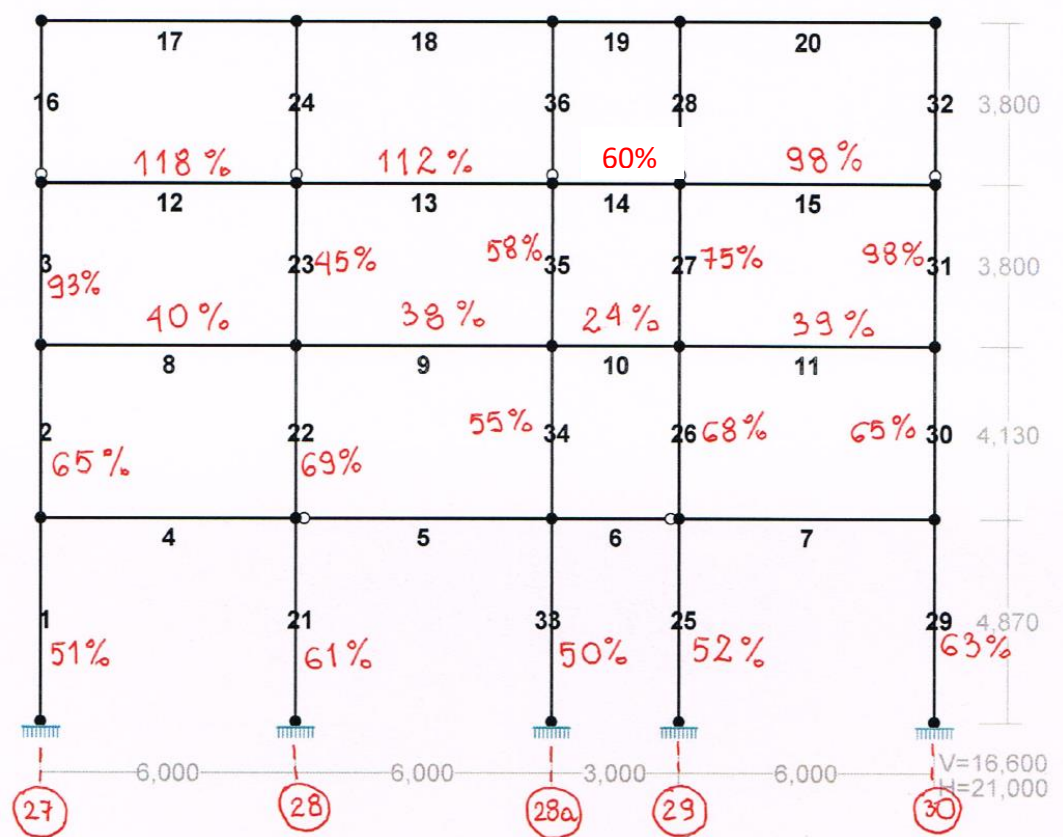 17 18 19 20
16 24 36 28 32 3,800
118% 112% 60% 98%
12 13 14 15
3 23 45% 58% 35 27 75% 98% 31 3,800
93%
40% 38% 24% 39%
8 9 10 11
2 22 55% 34 26 68% 65% 30 4,130
65% 69%
4 5 6 7
1 21 33 25 29 4,870
51% 61% 50% 52% 63%
6,000 6,000 3,000 6,000 V=16,600
H=21,000
27 28 28a 29 30